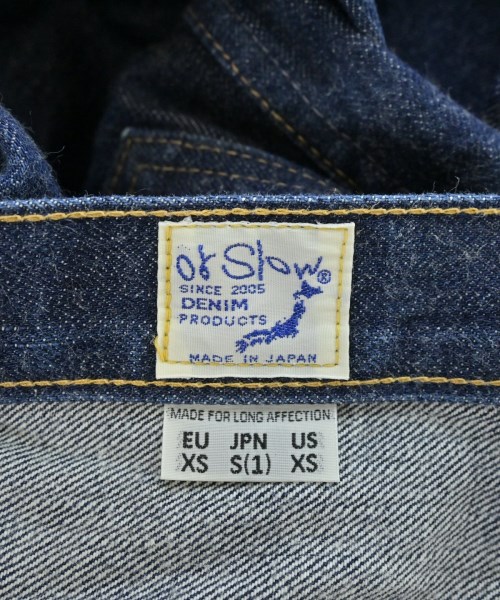 or Slow®
SINCE 2005
DENIM
PRODUCTS
MADE IN JAPAN
MADE FOR LONG AFFECTION
EU JPN US
XS S(1) XS